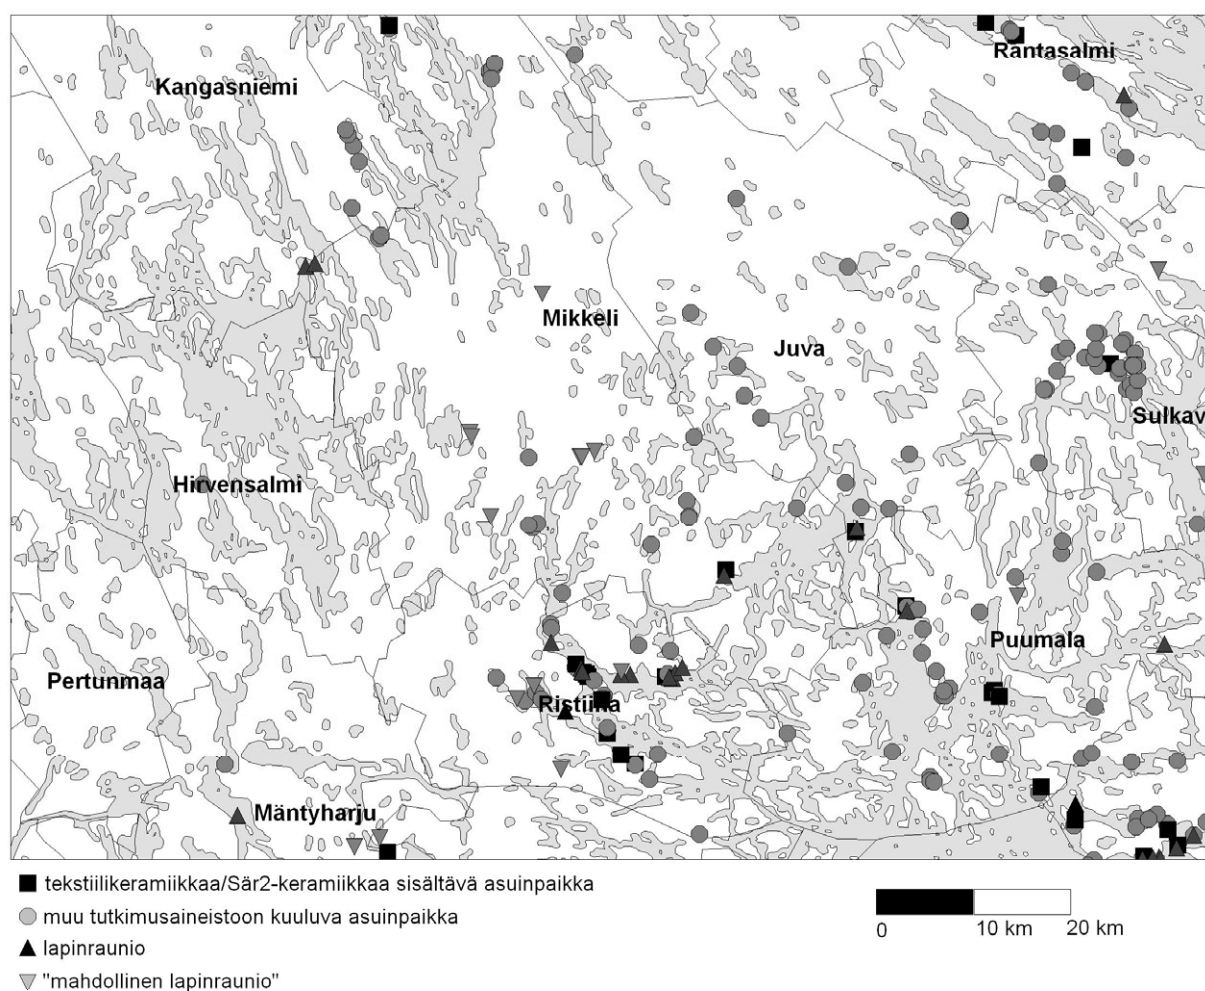 Rantasalmi
Kangasniemi
Mikkeli
Juva
Sulkav
Hirvensalmi
Puumala
Pertunmaa
Ristiina
Mäntyharju
tekstiilikeramiikkaa/Sär2-keramiikkaa sisältävä asuinpaikka
muu tutkimusaineistoon kuuluva asuinpaikka
lapinraunio
"mahdollinen lapinraunio"
0 10 km 20 km